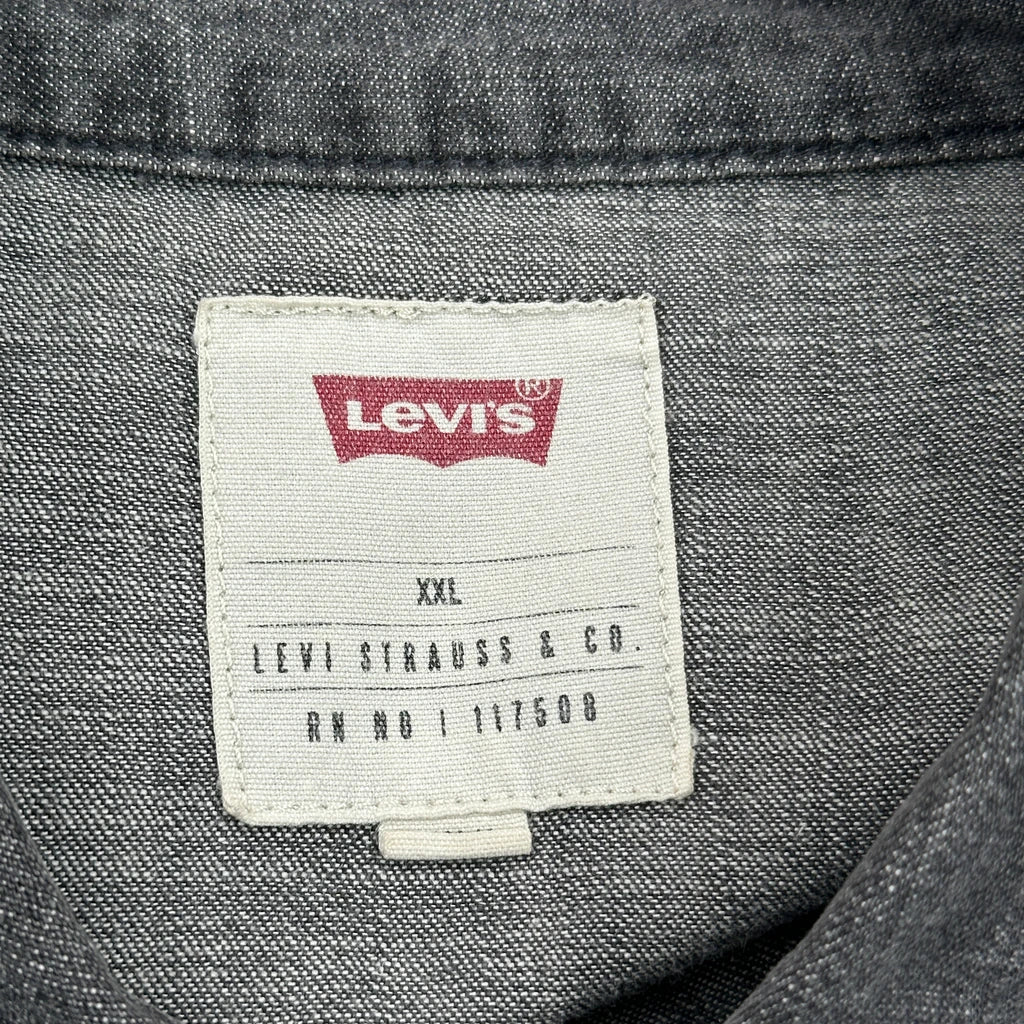 Levi's®
XXL
LEVI STRAUSS & CO.
RN NO | 117508